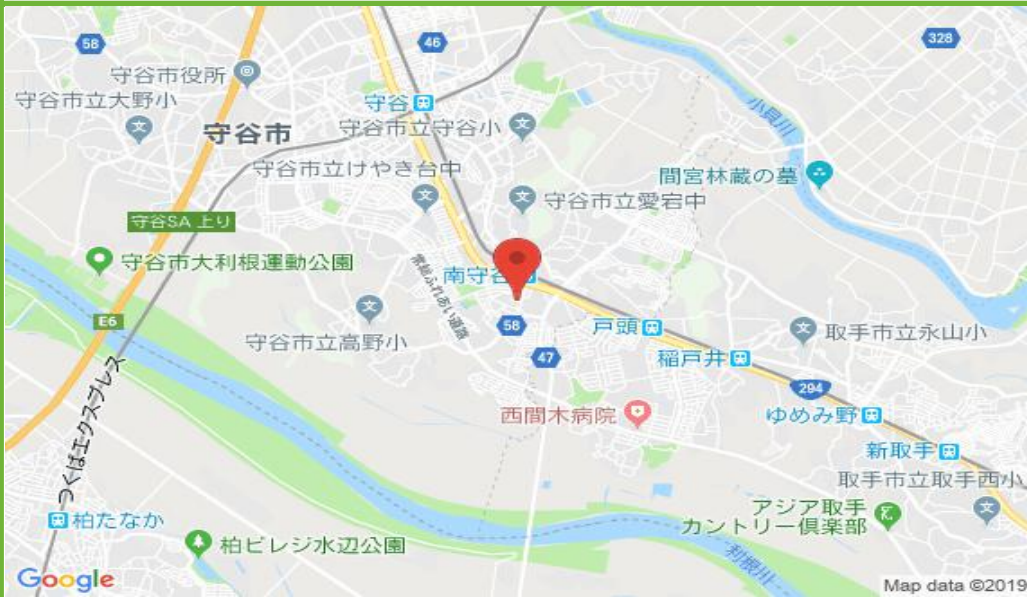 58
46
328
守谷市役所
守谷
小貝川
守谷市立大野小
守谷市
守谷市立守谷小
守谷市立けやき台中
間宮林蔵の墓
守谷市立愛宕中
守谷SA 上り
守谷市大利根運動公園
南守谷
常総ふれあい道路
E6
58
戸頭
取手市立永山小
守谷市立高野小
47
稲戸井
294
つくばエクスプレス
西間木病院
ゆめみ野
新取手
取手市立取手西小
柏たなか
アジア取手
カントリー倶楽部
柏ビレジ水辺公園
利根川
Google
Map data ©2019